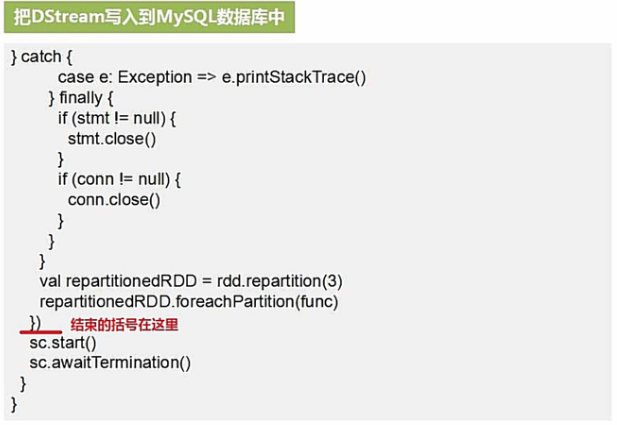 把DStream写入到MySQL数据库中
} catch {
case e: Exception => e.printStackTrace()
} finally {
if (stmt != null) {
stmt.close()
}
if (conn != null) {
conn.close()
}
}
}
val repartitionedRDD = rdd.repartition(3)
repartitionedRDD.foreachPartition(func)
}) 结束的括号在这里
sc.start()
sc.awaitTermination()
}
}